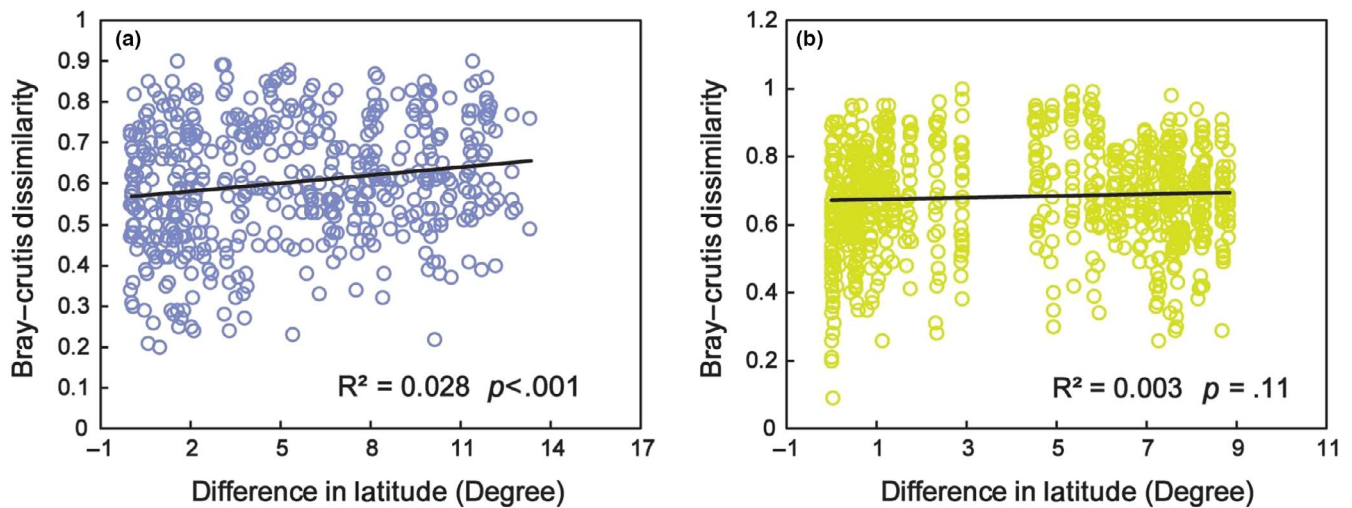 (a)
Bray–crutis dissimilarity
1
0.9
0.8
0.7
0.6
0.5
0.4
0.3
0.2
0.1
0
R² = 0.028 p<.001
–1 2 5 8 11 14 17
Difference in latitude (Degree)
(b)
Bray–crutis dissimilarity
1.2
1
0.8
0.6
0.4
0.2
0
R² = 0.003 p = .11
–1 1 3 5 7 9 11
Difference in latitude (Degree)